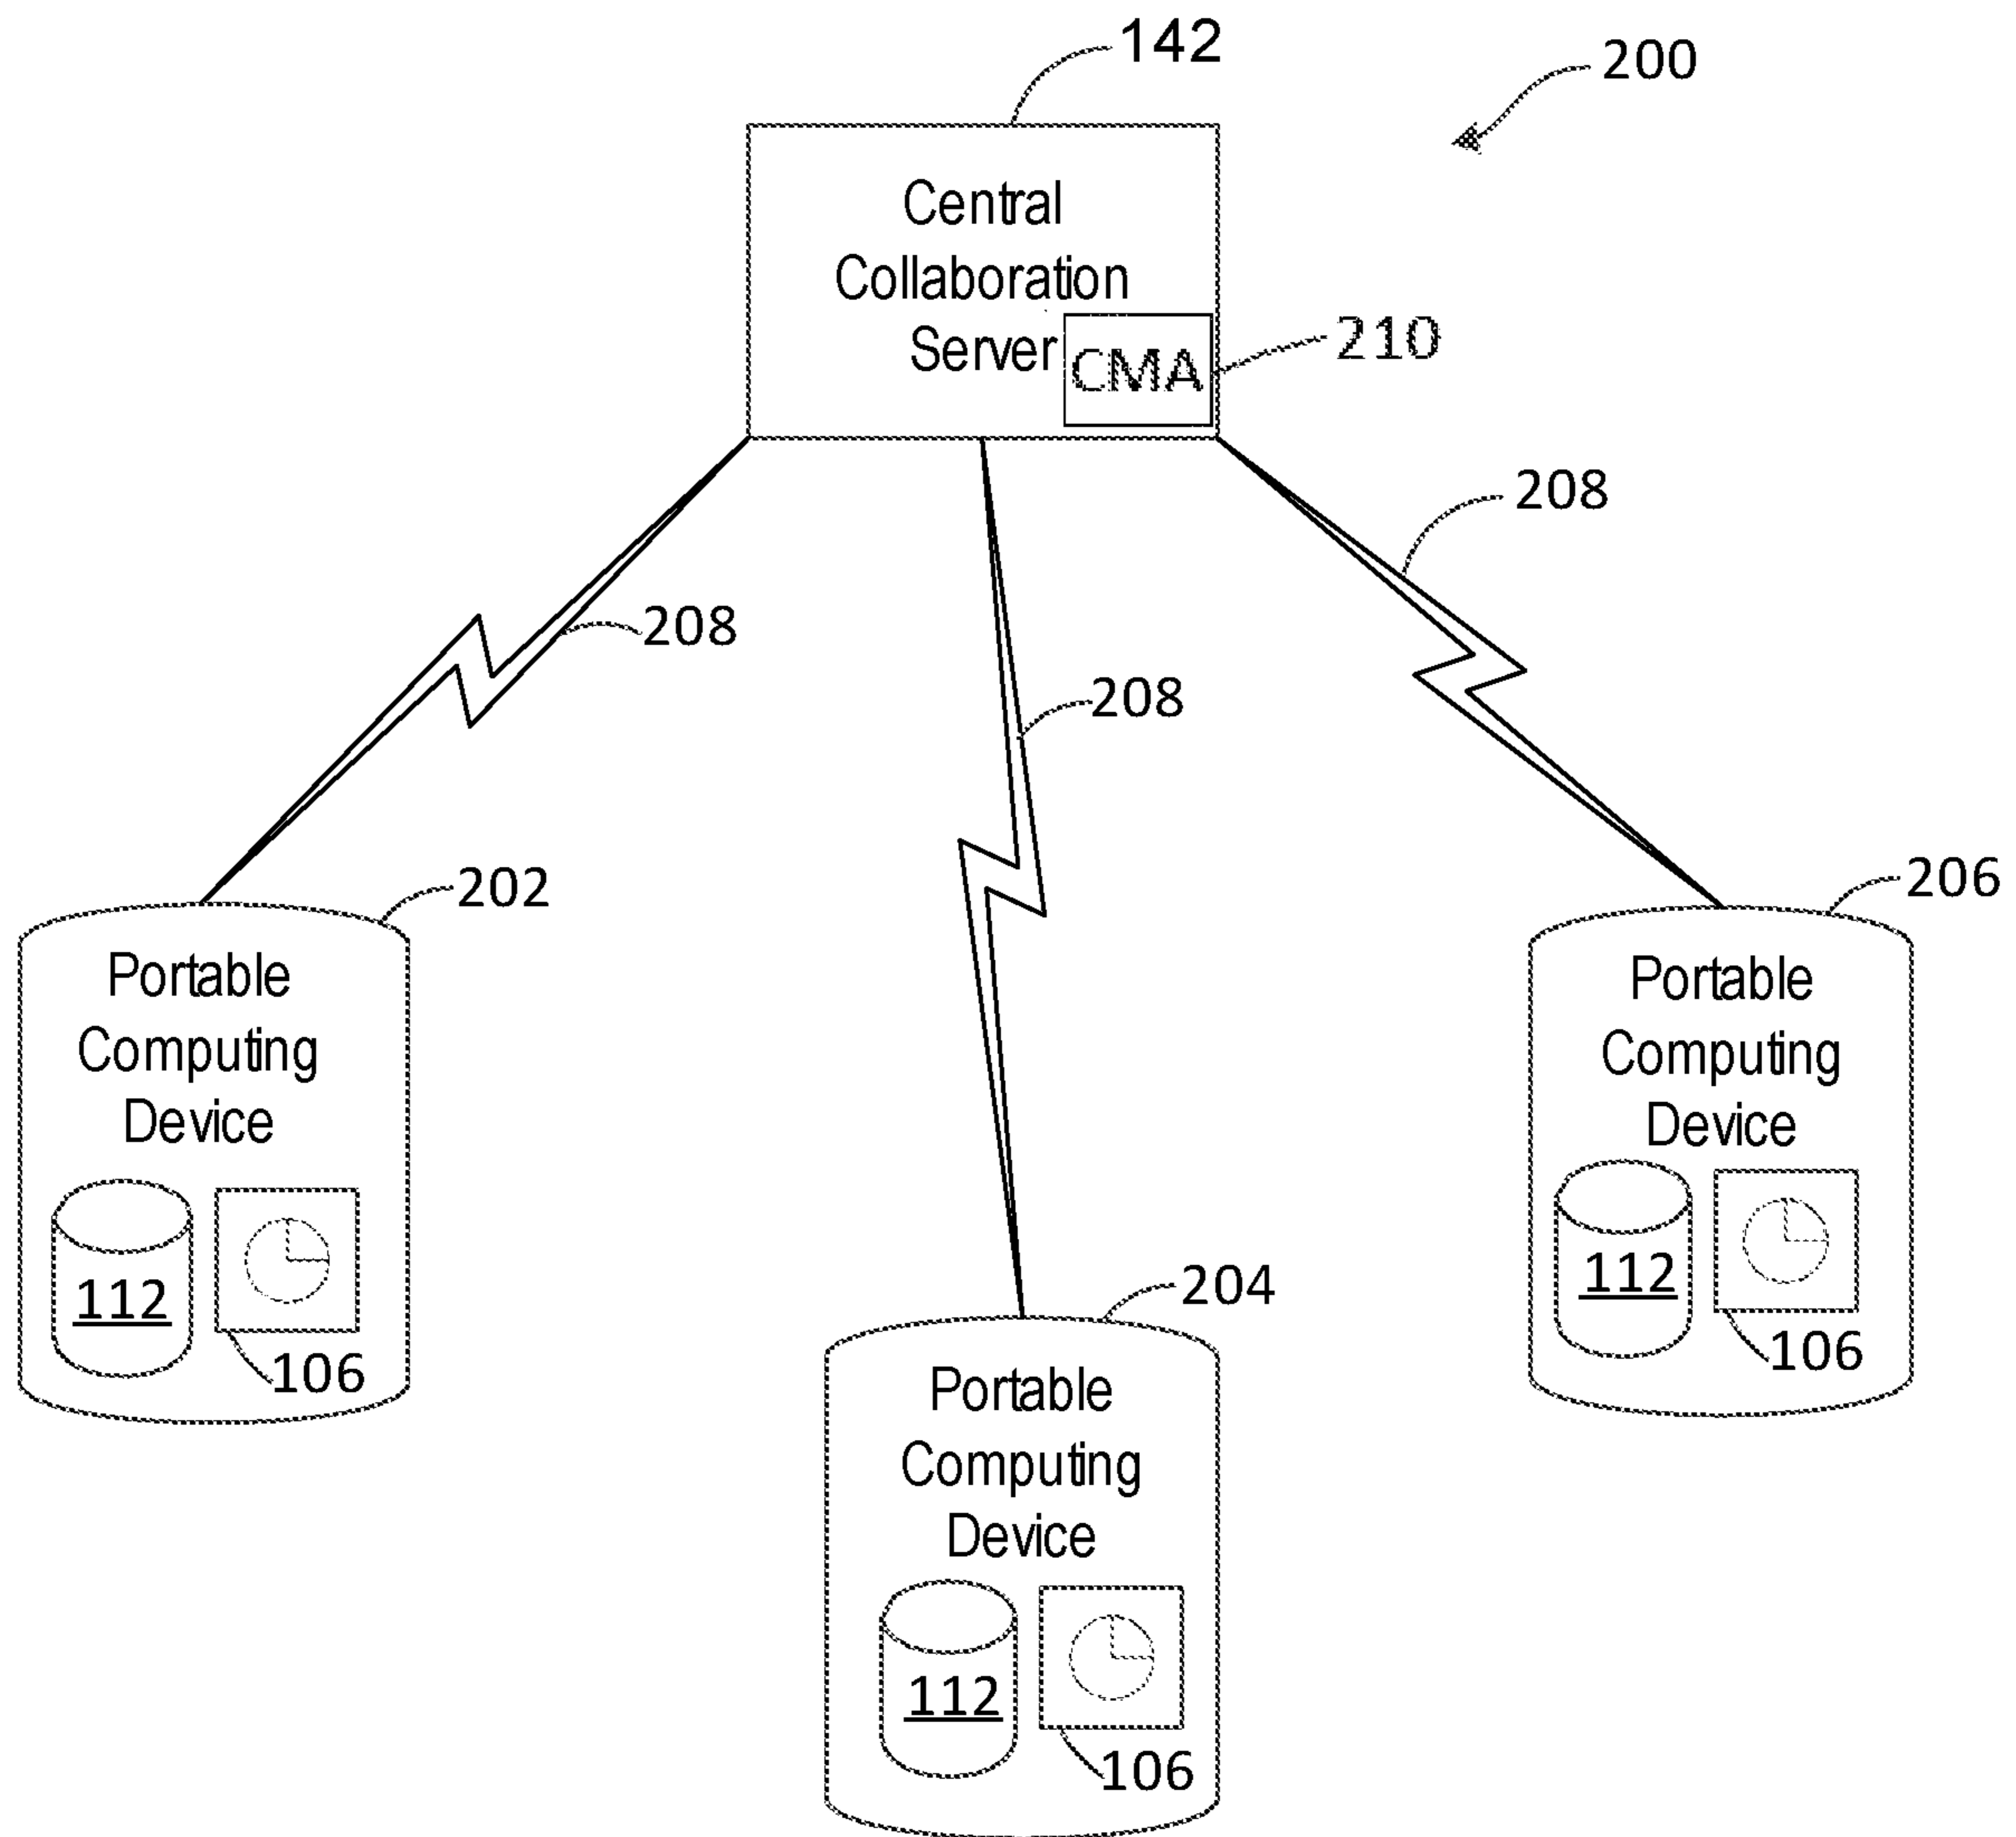 142
200
Central
Collaboration
Server
CMA
210
208
208
208
202
206
Portable
Computing
Device
112
106
Portable
Computing
Device
112
106
204
Portable
Computing
Device
112
106